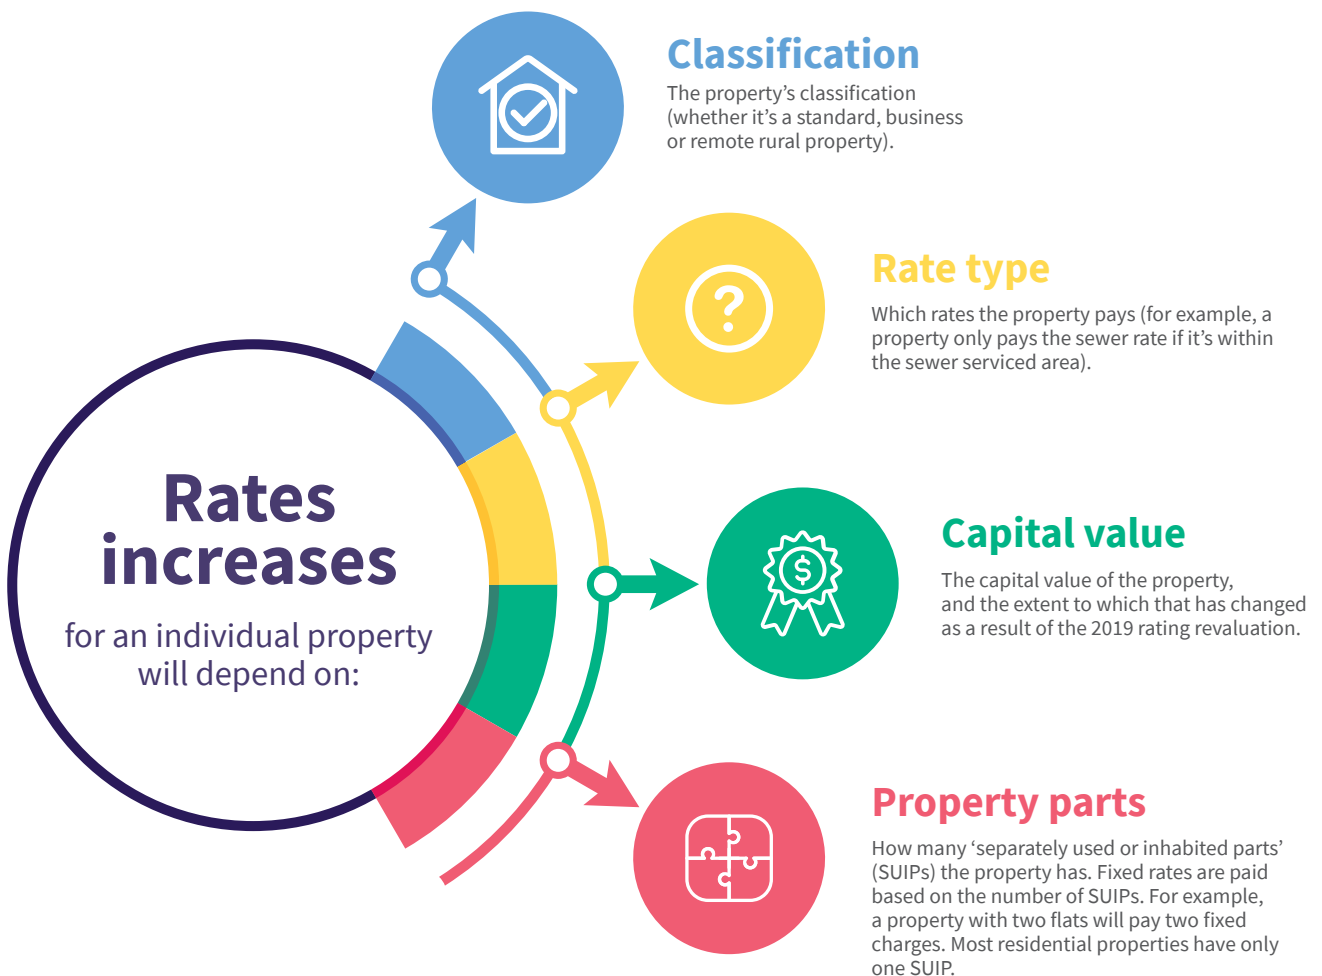 Rates
increases
for an individual property
will depend on:
Classification
The property’s classification
(whether it’s a standard, business
or remote rural property).
?
Rate type
Which rates the property pays (for example, a
property only pays the sewer rate if it’s within
the sewer serviced area).
$
Capital value
The capital value of the property,
and the extent to which that has changed
as a result of the 2019 rating revaluation.
Property parts
How many ‘separately used or inhabited parts’
(SUIPs) the property has. Fixed rates are paid
based on the number of SUIPs. For example,
a property with two flats will pay two fixed
charges. Most residential properties have only
one SUIP.